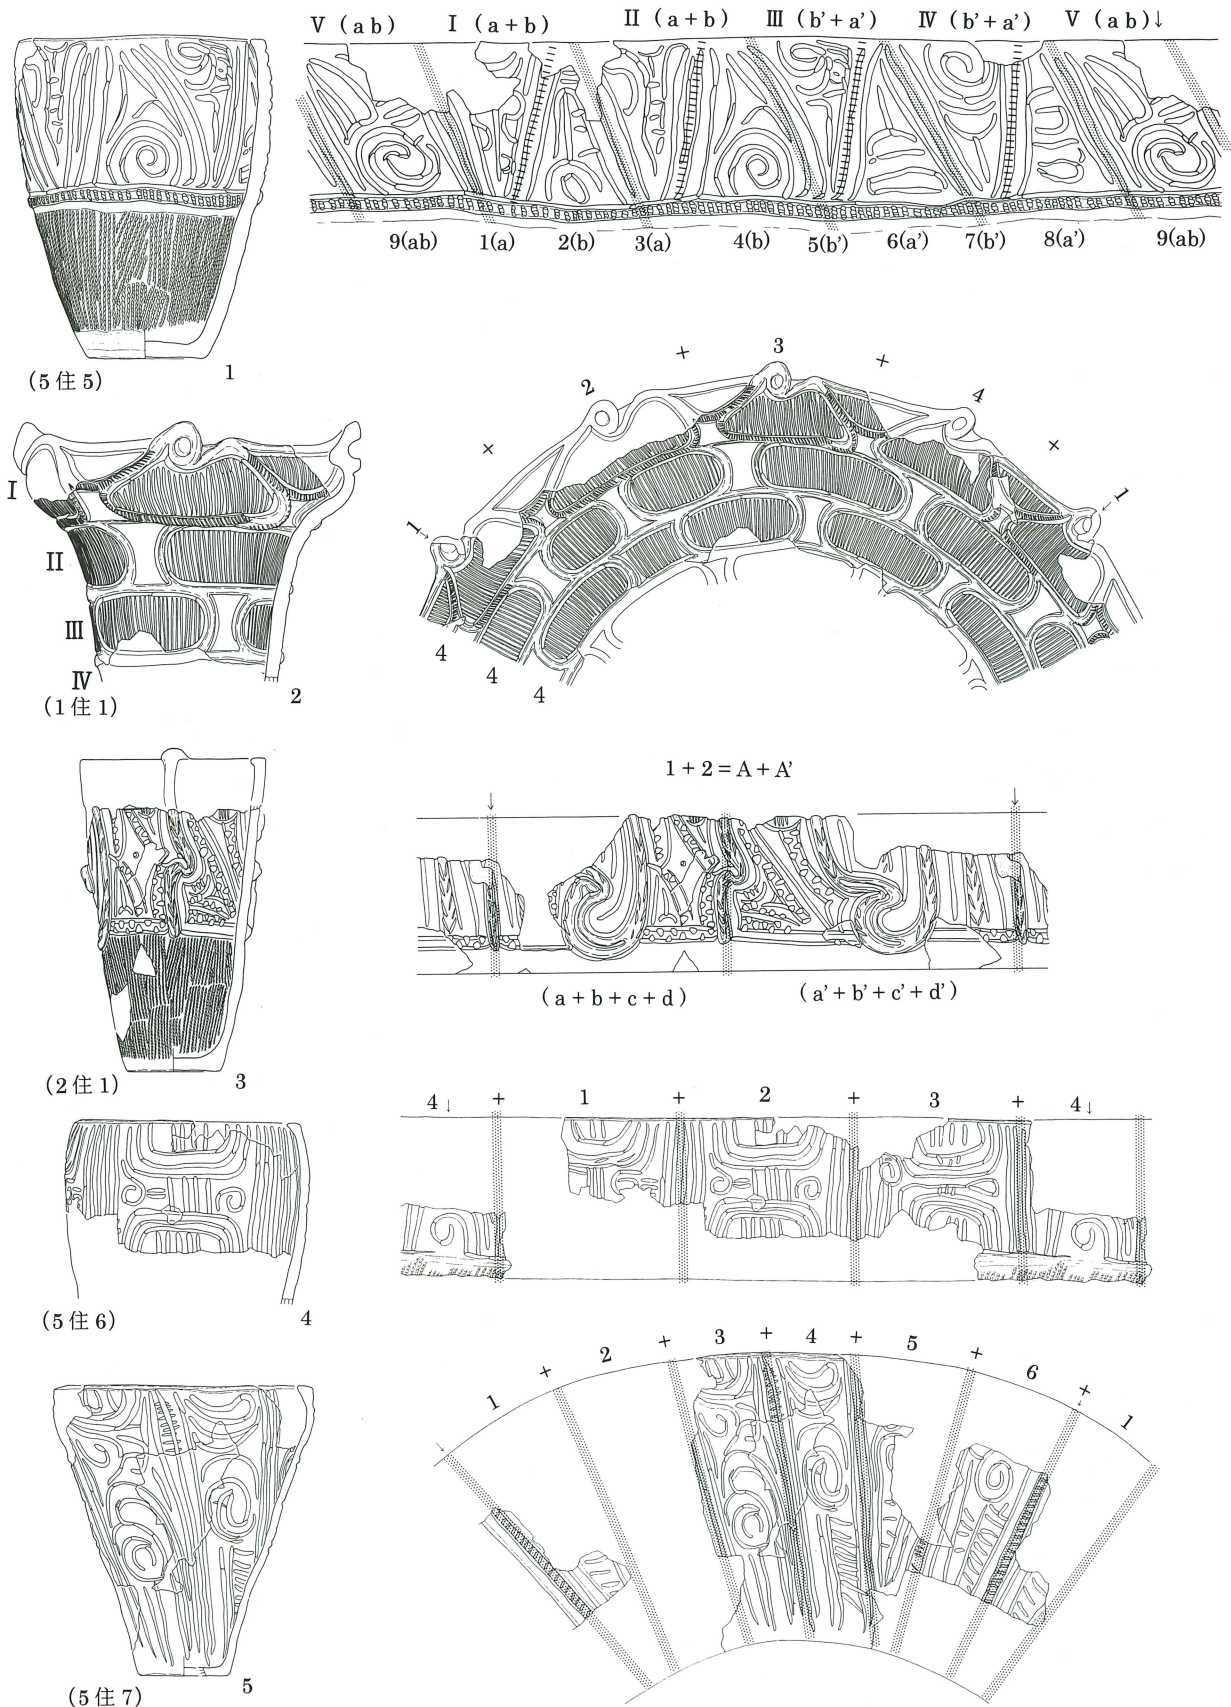 V (ab) I (a+b) II (a+b) III (b'+a') IV (b'+a') V (ab)↓
9(ab) 1(a) 2(b) 3(a) 4(b) 5(b') 6(a') 7(b') 8(a') 9(ab)
(5住5) 1
I
II
III
IV
(1住1) 2
1 × 2 + 3 + 4 × 1
4 4 4
1+2=A+A'
(a+b+c+d) (a'+b'+c'+d')
(2住1) 3
4↓ + 1 + 2 + 3 + 4↓
(5住6) 4
1 + 2 + 3 + 4 + 5 + 6 + 1
(5住7) 5